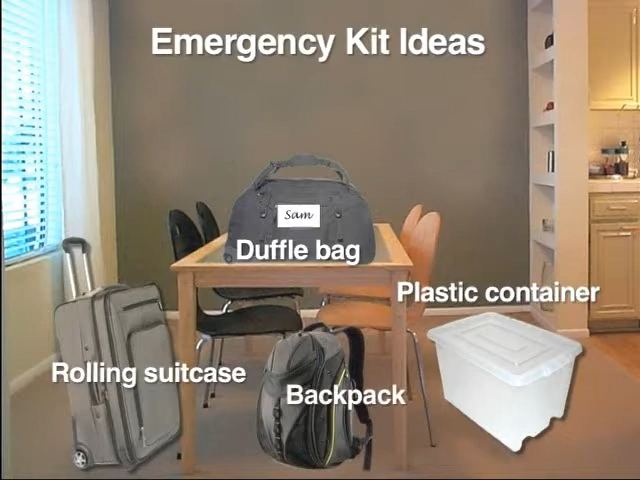 Emergency Kit Ideas
Sam
Duffle bag
Plastic container
Rolling suitcase
Backpack